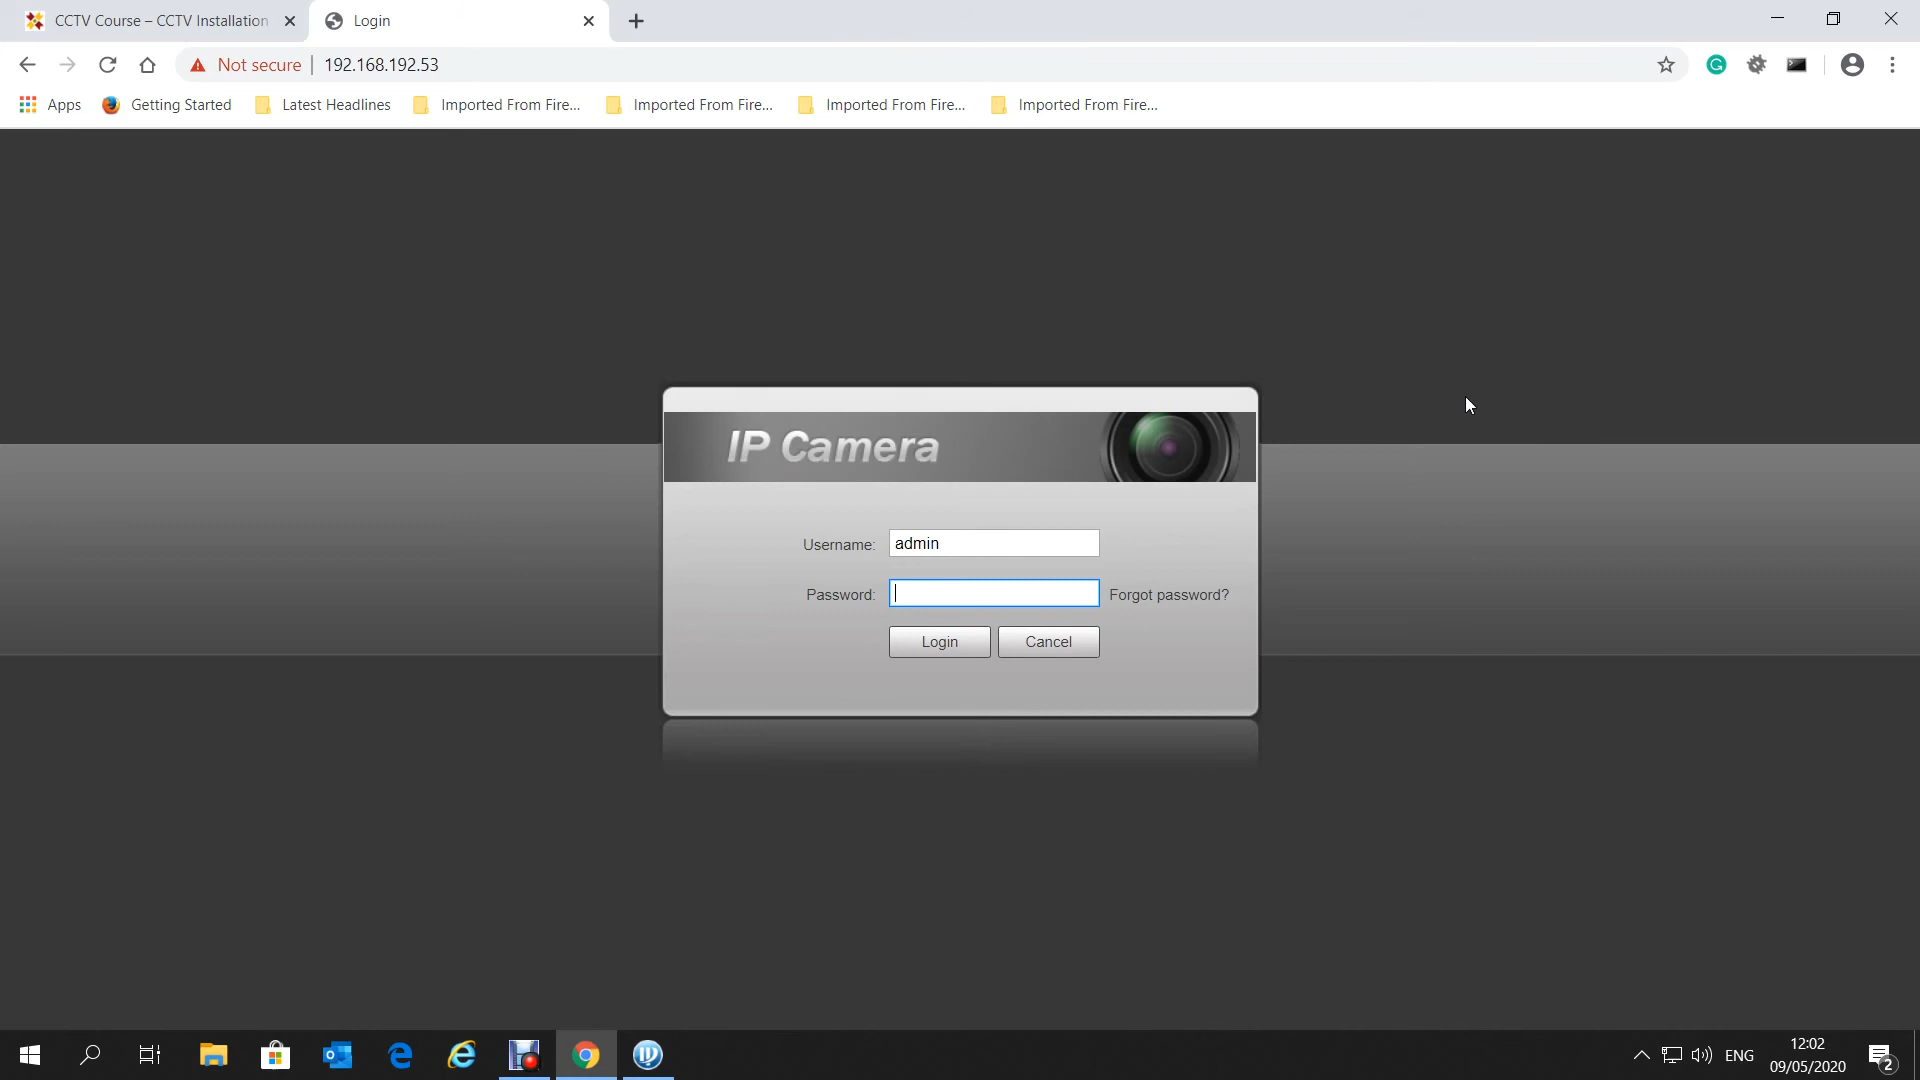 CCTV Course – CCTV Installation
Login
Not secure
192.168.192.53
Apps
Getting Started
Latest Headlines
Imported From Fire...
Imported From Fire...
Imported From Fire...
Imported From Fire...
IP Camera
Username: admin
Password:
Forgot password?
Login
Cancel
ENG
12:02
09/05/2020
2